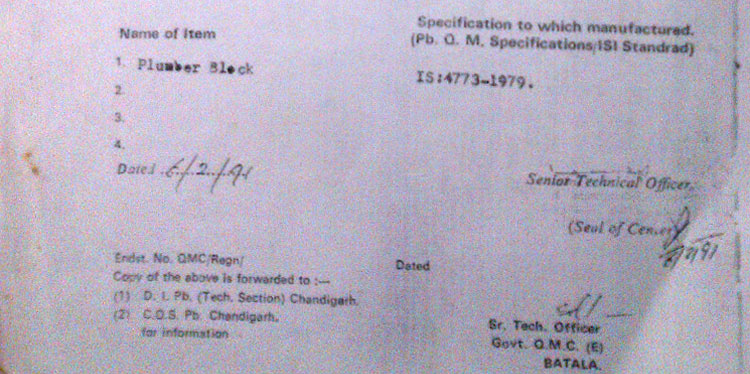 Name of Item
Specification to which manufactured.
(Pb. Q. M. Specifications/ISI Standrad)
1. Plumber Block
IS:4773-1979.
2.
3.
4.
Dated 6/2/91
Senior Technical Officer.
(Seal of Center)
Endst. No. QMC/Regn/
Dated
Copy of the above is forwarded to :—
(1) D. I. Pb. (Tech. Section) Chandigarh.
(2) C.O.S. Pb. Chandigarh.
for information
Sr. Tech. Officer
Govt. Q.M.C. (E)
BATALA.